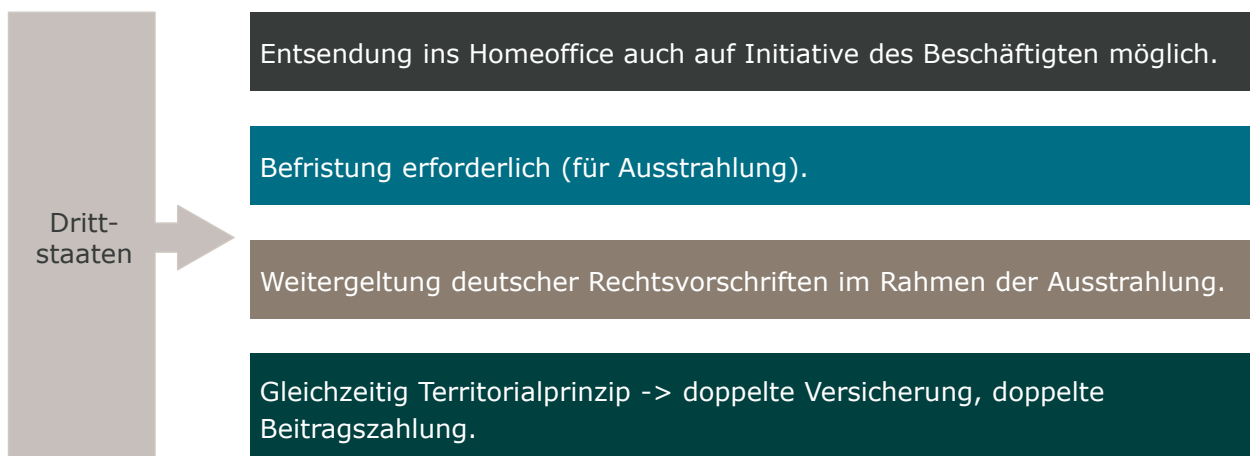 Dritt-
staaten
Entsendung ins Homeoffice auch auf Initiative des Beschäftigten möglich.
Befristung erforderlich (für Ausstrahlung).
Weitergeltung deutscher Rechtsvorschriften im Rahmen der Ausstrahlung.
Gleichzeitig Territorialprinzip -> doppelte Versicherung, doppelte
Beitragszahlung.